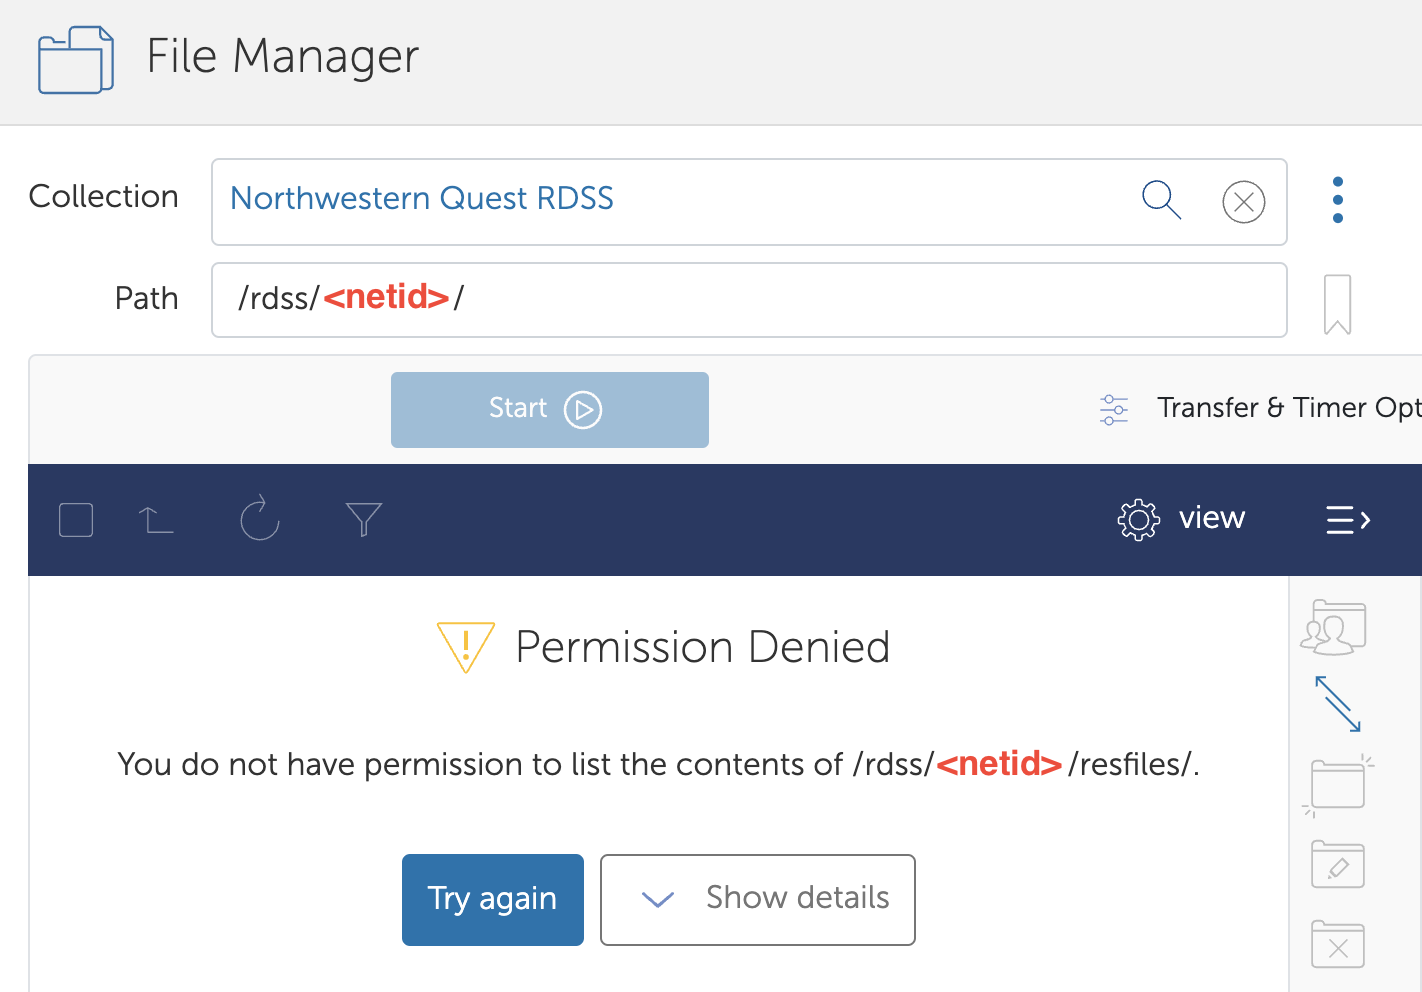 File Manager
Collection
Northwestern Quest RDSS
Path
/rdss/<netid>/
Start
Transfer & Timer Opt
view
Permission Denied
You do not have permission to list the contents of /rdss/<netid>/resfiles/.
Try again
Show details